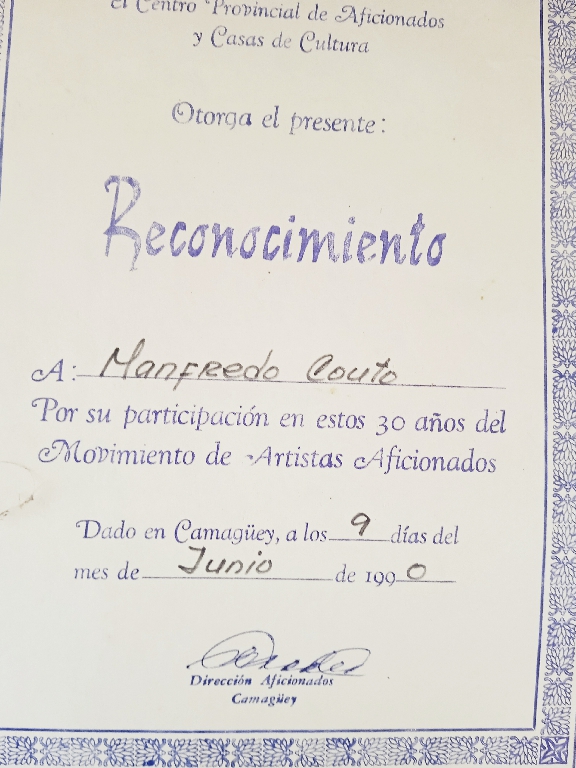 El Centro Provincial de Aficionados
y Casas de Cultura
Otorga el presente:
Reconocimiento
A: Manfredo Couto
Por su participación en estos 30 años del
Movimiento de Artistas Aficionados
Dado en Camagüey, a los 9 días del
mes de Junio de 1990
Dirección Aficionados
Camagüey